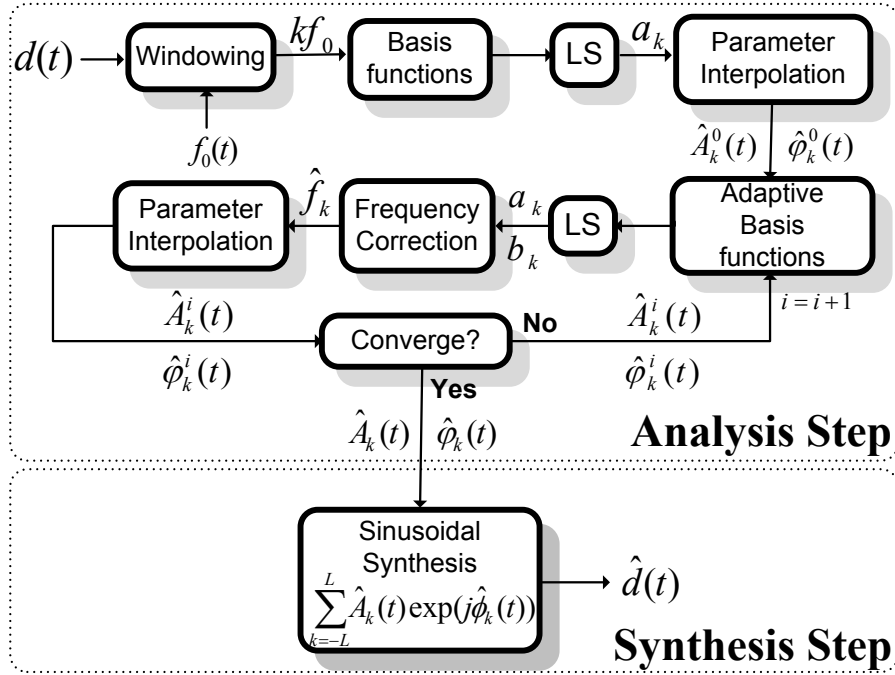 d(t)
Windowing
kf_0
Basis
functions
LS
a_k
Parameter
Interpolation
f_0(t)
Â_k^0(t) φ̂_k^0(t)
Parameter
Interpolation
f̂_k
Frequency
Correction
a_k
b_k
LS
Adaptive
Basis
functions
i = i + 1
Â_k^i(t)
φ̂_k^i(t)
Converge?
No
Â_k^i(t)
φ̂_k^i(t)
Yes
Â_k(t) φ̂_k(t)
Analysis Step
Sinusoidal
Synthesis
∑_{k=-L}^{L} Â_k(t) exp(jϕ̂_k(t))
d̂(t)
Synthesis Step